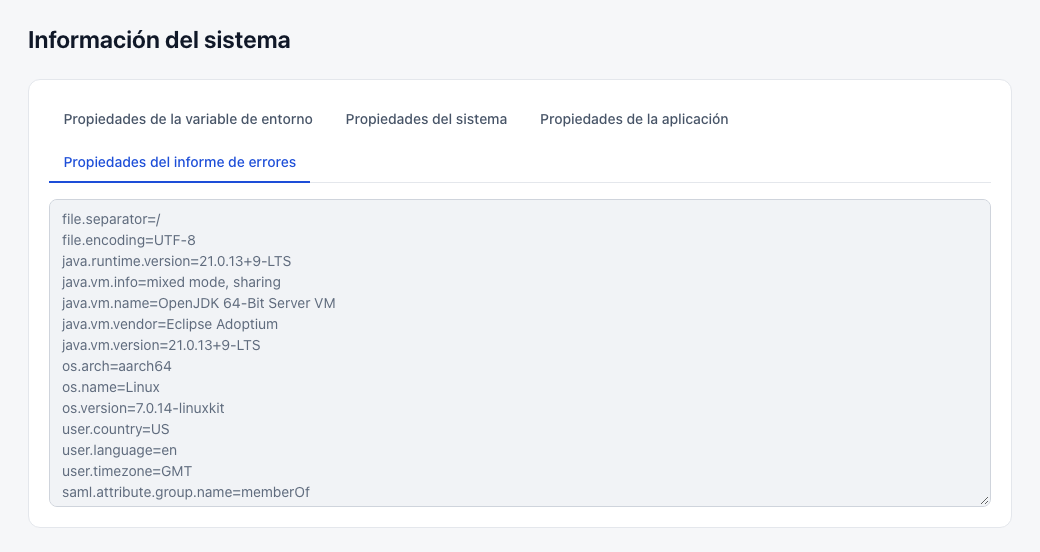 Información del sistema
Propiedades de la variable de entorno
Propiedades del sistema
Propiedades de la aplicación
Propiedades del informe de errores
file.separator=/
file.encoding=UTF-8
java.runtime.version=21.0.13+9-LTS
java.vm.info=mixed mode, sharing
java.vm.name=OpenJDK 64-Bit Server VM
java.vm.vendor=Eclipse Adoptium
java.vm.version=21.0.13+9-LTS
os.arch=aarch64
os.name=Linux
os.version=7.0.14-linuxkit
user.country=US
user.language=en
user.timezone=GMT
saml.attribute.group.name=memberOf